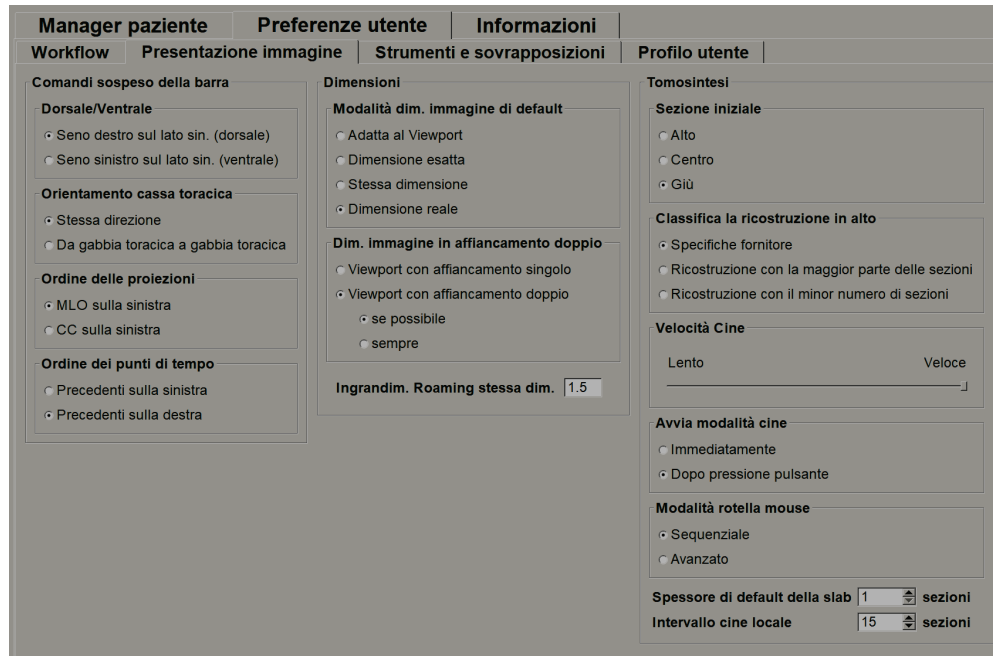 Manager paziente Preferenze utente Informazioni
Workflow Presentazione immagine Strumenti e sovrapposizioni Profilo utente
Comandi sospeso della barra
Dorsale/Ventrale
Seno destro sul lato sin. (dorsale)
Seno sinistro sul lato sin. (ventrale)
Orientamento cassa toracica
Stessa direzione
Da gabbia toracica a gabbia toracica
Ordine delle proiezioni
MLO sulla sinistra
CC sulla sinistra
Ordine dei punti di tempo
Precedenti sulla sinistra
Precedenti sulla destra
Dimensioni
Modalità dim. immagine di default
Adatta al Viewport
Dimensione esatta
Stessa dimensione
Dimensione reale
Dim. immagine in affiancamento doppio
Viewport con affiancamento singolo
Viewport con affiancamento doppio
se possibile
sempre
Ingrandim. Roaming stessa dim. 1.5
Tomosintesi
Sezione iniziale
Alto
Centro
Giù
Classifica la ricostruzione in alto
Specifiche fornitore
Ricostruzione con la maggior parte delle sezioni
Ricostruzione con il minor numero di sezioni
Velocità Cine
Lento Veloce
Avvia modalità cine
Immediatamente
Dopo pressione pulsante
Modalità rotella mouse
Sequenziale
Avanzato
Spessore di default della slab 1 sezioni
Intervallo cine locale 15 sezioni